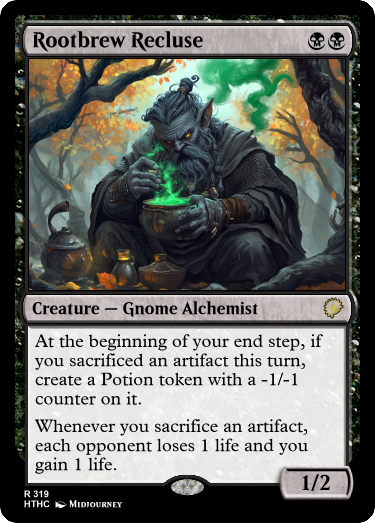 Rootbrew Recluse
Creature — Gnome Alchemist
At the beginning of your end step, if
you sacrificed an artifact this turn,
create a Potion token with a -1/-1
counter on it.
Whenever you sacrifice an artifact,
each opponent loses 1 life and you
gain 1 life.
1/2
R 319
HTHC Midjourney